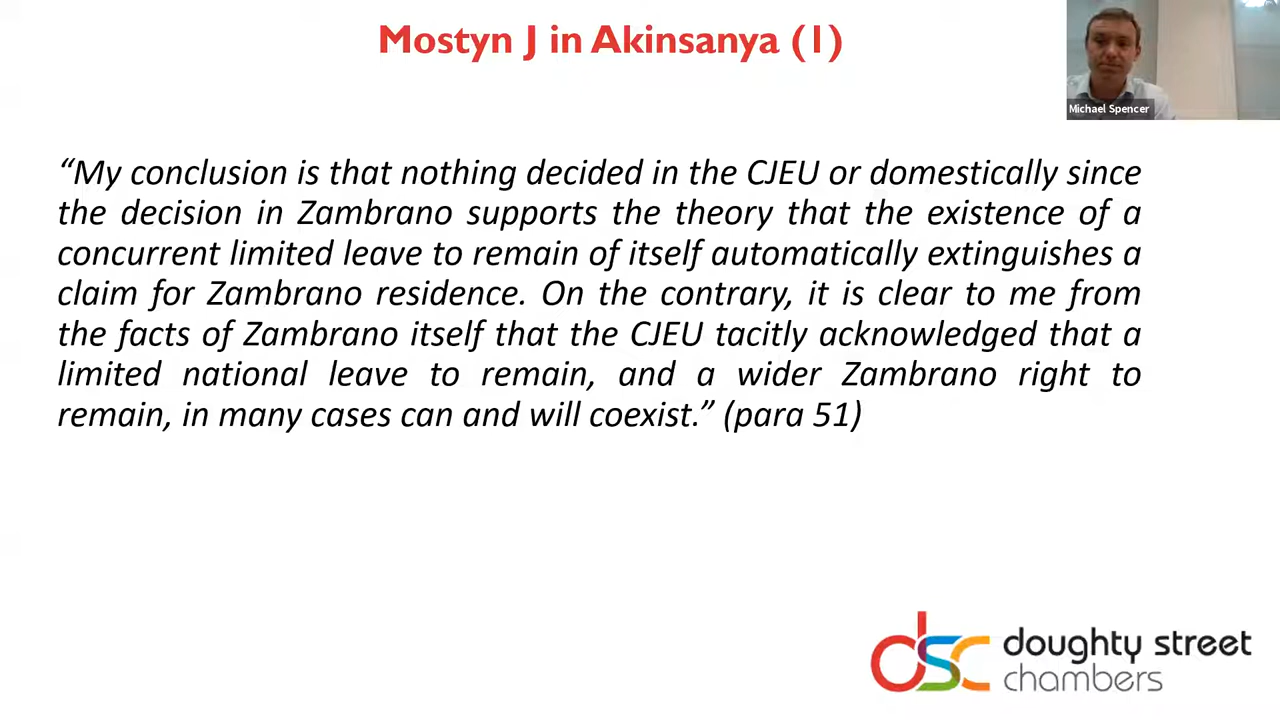 Mostyn J in Akinsanya (1)
Michael Spencer
“My conclusion is that nothing decided in the CJEU or domestically since
the decision in Zambrano supports the theory that the existence of a
concurrent limited leave to remain of itself automatically extinguishes a
claim for Zambrano residence. On the contrary, it is clear to me from
the facts of Zambrano itself that the CJEU tacitly acknowledged that a
limited national leave to remain, and a wider Zambrano right to
remain, in many cases can and will coexist.” (para 51)
dsc doughty street
chambers